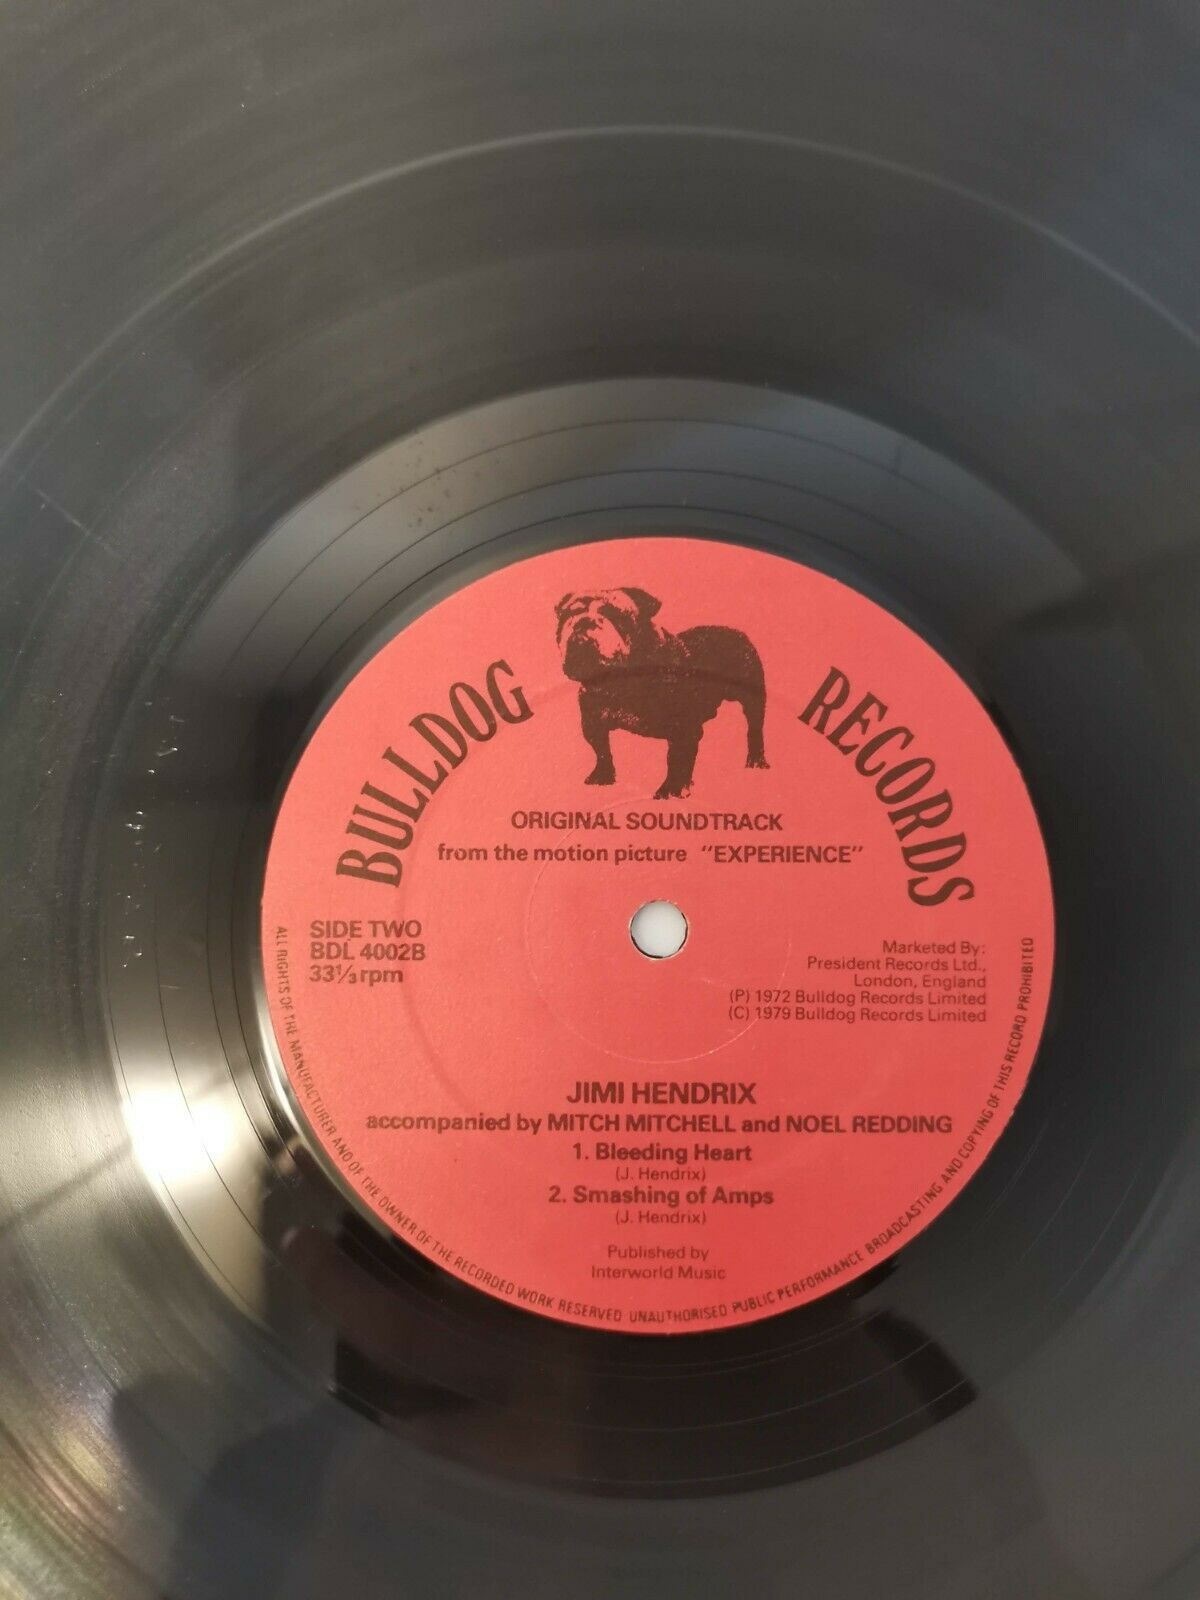 BULLDOG RECORDS
ORIGINAL SOUNDTRACK
from the motion picture "EXPERIENCE"
SIDE TWO
BDL 4002B
33⅓ rpm
Marketed By:
President Records Ltd.,
London, England
(P) 1972 Bulldog Records Limited
(C) 1979 Bulldog Records Limited
JIMI HENDRIX
accompanied by MITCH MITCHELL and NOEL REDDING
1. Bleeding Heart
(J. Hendrix)
2. Smashing of Amps
(J. Hendrix)
Published by
Interworld Music
ALL RIGHTS OF THE MANUFACTURER AND OF THE OWNER OF THE RECORDED WORK RESERVED UNAUTHORISED PUBLIC PERFORMANCE BROADCASTING AND COPYING OF THIS RECORD PROHIBITED